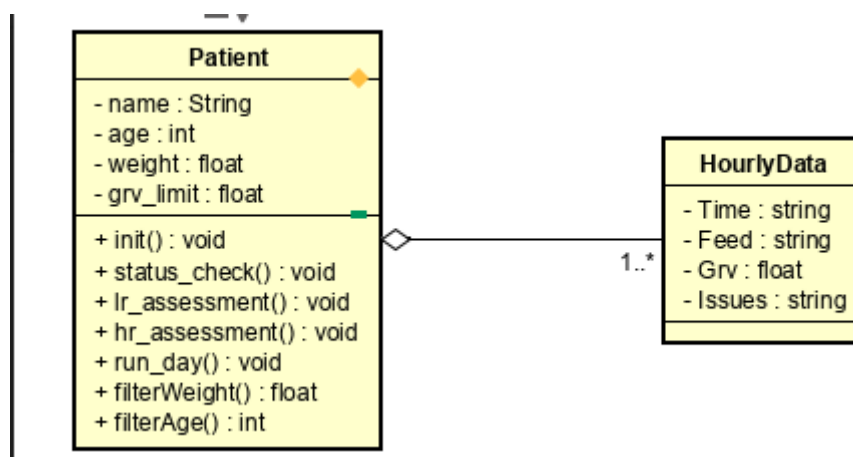 Patient
- name : String
- age : int
- weight : float
- grv_limit : float
+ init() : void
+ status_check() : void
+ lr_assessment() : void
+ hr_assessment() : void
+ run_day() : void
+ filterWeight() : float
+ filterAge() : int
1..*
HourlyData
- Time : string
- Feed : string
- Grv : float
- Issues : string